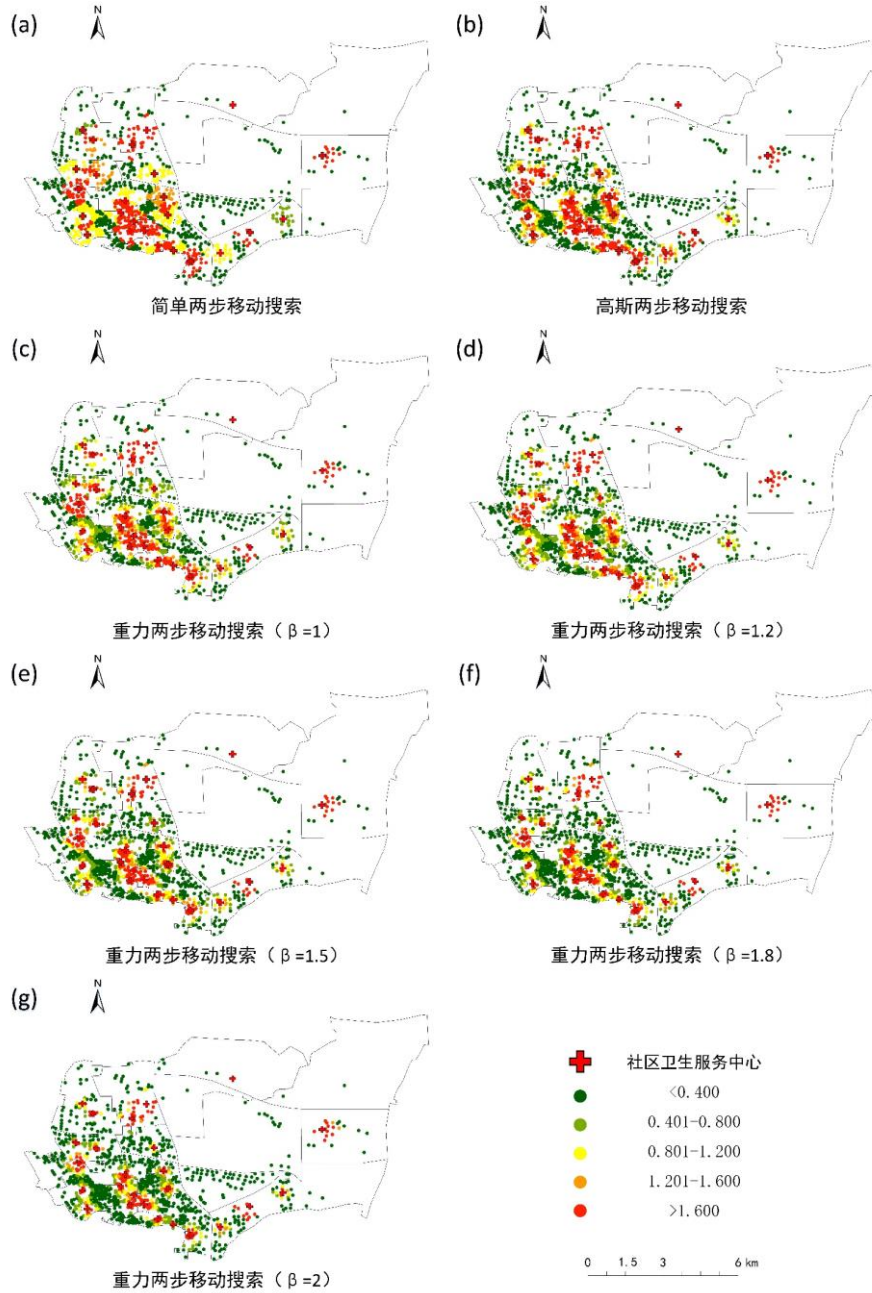 (a)
N
简单两步移动搜索
(b)
N
高斯两步移动搜索
(c)
N
重力两步移动搜索（β=1）
(d)
N
重力两步移动搜索（β=1.2）
(e)
N
重力两步移动搜索（β=1.5）
(f)
N
重力两步移动搜索（β=1.8）
(g)
N
重力两步移动搜索（β=2）
社区卫生服务中心
<0.400
0.401-0.800
0.801-1.200
1.201-1.600
>1.600
0 1.5 3 6 km